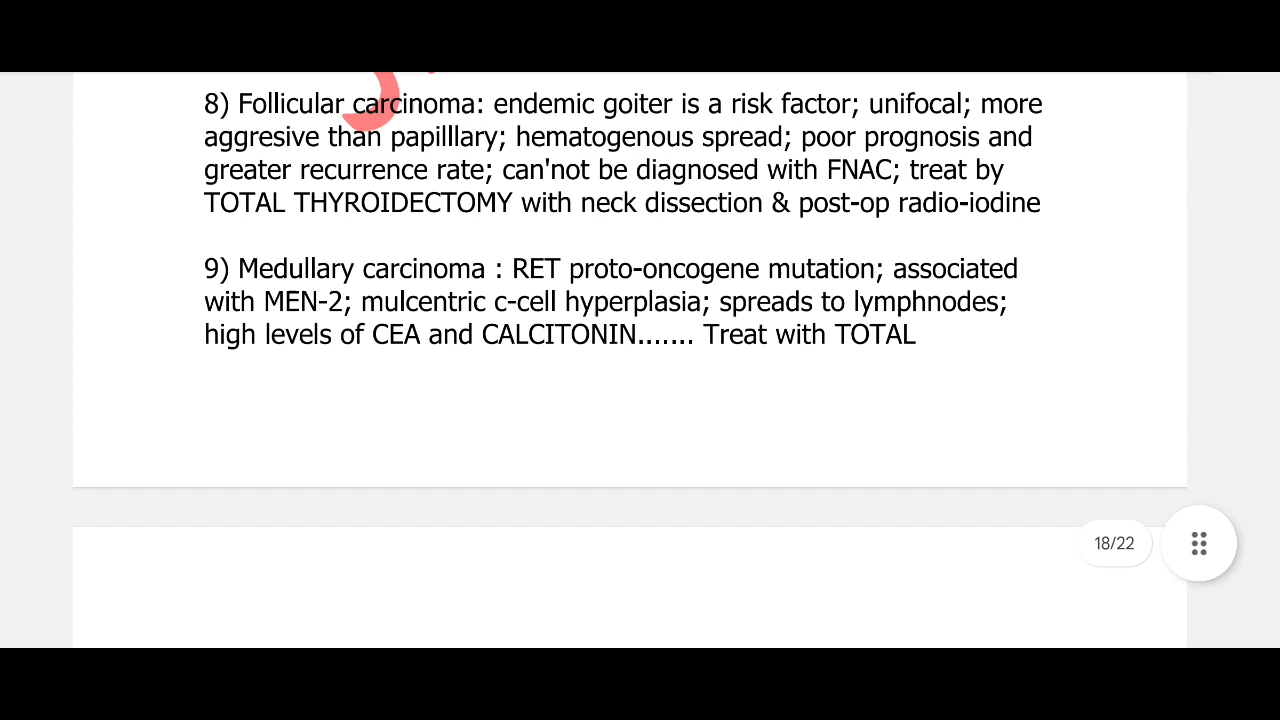 8) Follicular carcinoma: endemic goiter is a risk factor; unifocal; more
aggresive than papilllary; hematogenous spread; poor prognosis and
greater recurrence rate; can'not be diagnosed with FNAC; treat by
TOTAL THYROIDECTOMY with neck dissection & post-op radio-iodine
9) Medullary carcinoma : RET proto-oncogene mutation; associated
with MEN-2; mulcentric c-cell hyperplasia; spreads to lymphnodes;
high levels of CEA and CALCITONIN....... Treat with TOTAL
18/22